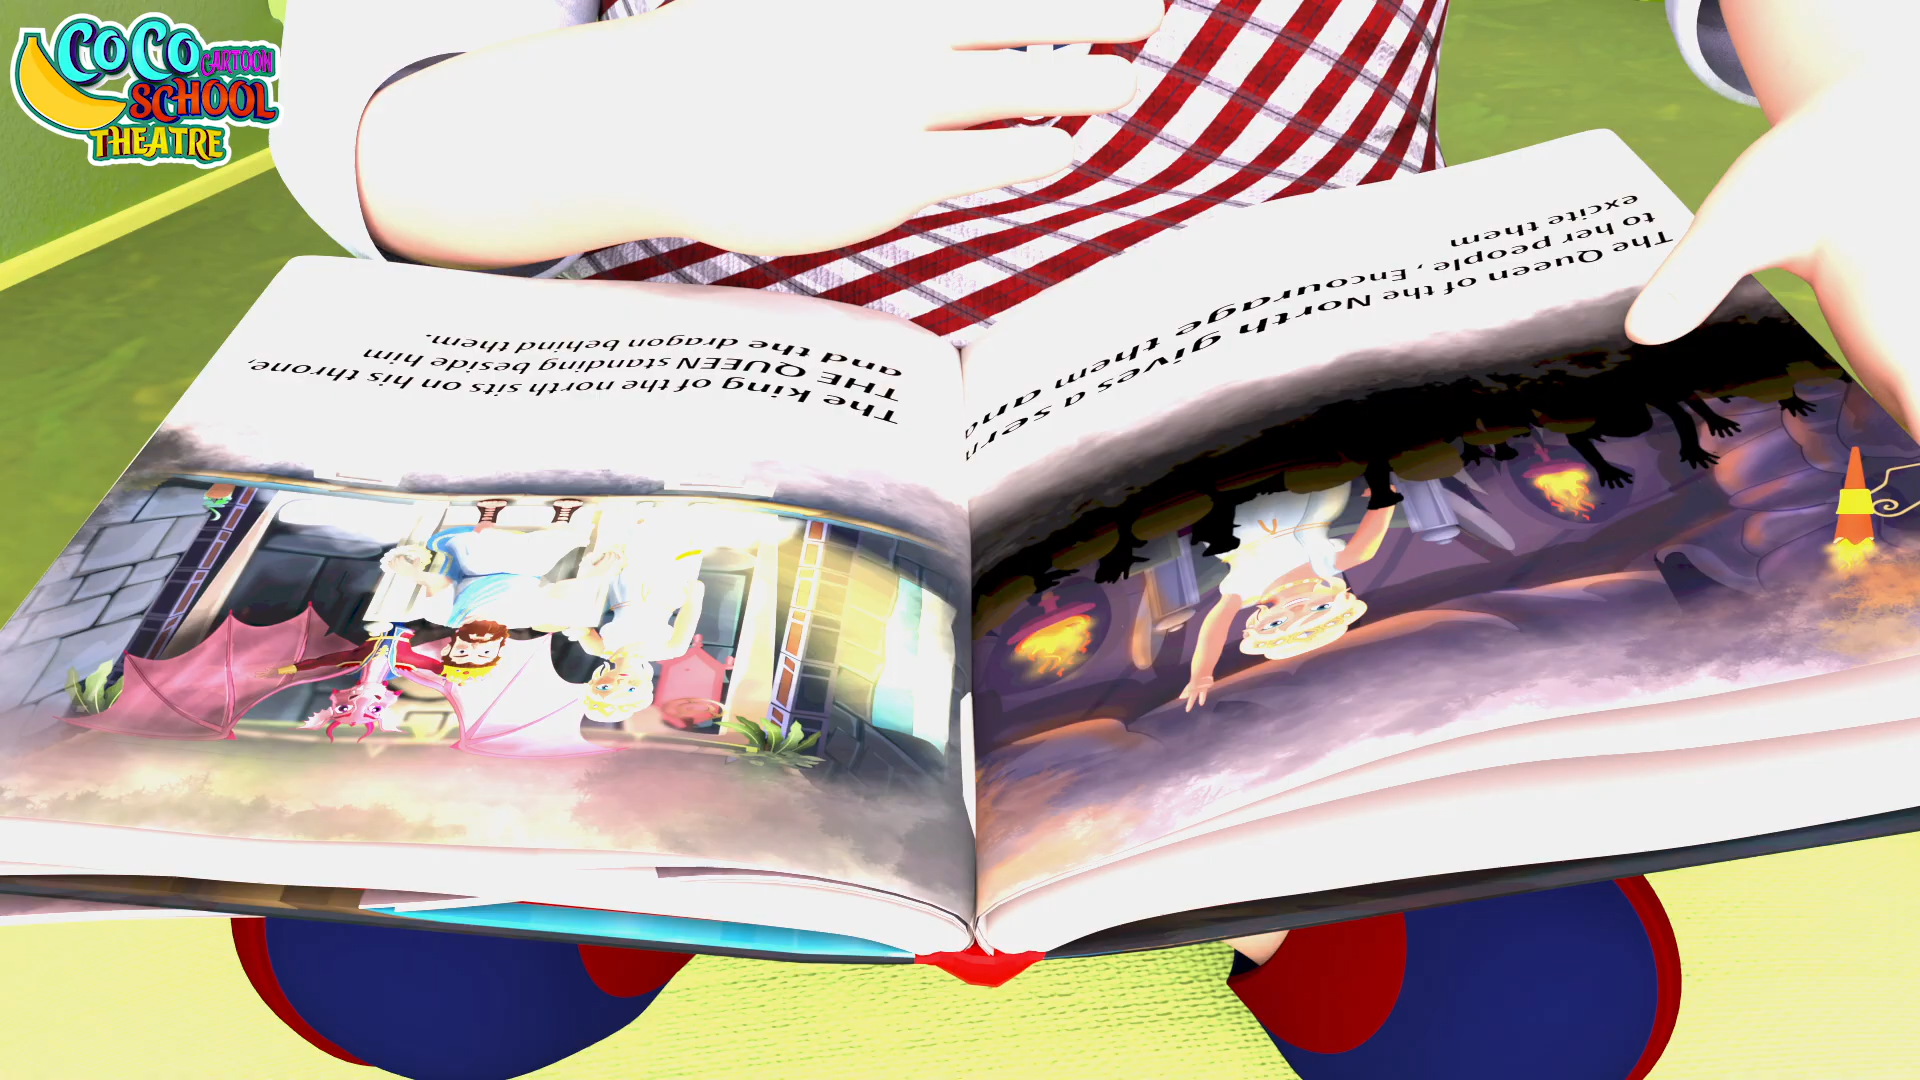 COCO CARTOON
SCHOOL
THEATRE
The king of the north sits on his throne,
THE QUEEN standing beside him
and the dragon behind them.
The Queen of the North gives a serm
to her people, Encourage them and
excite them